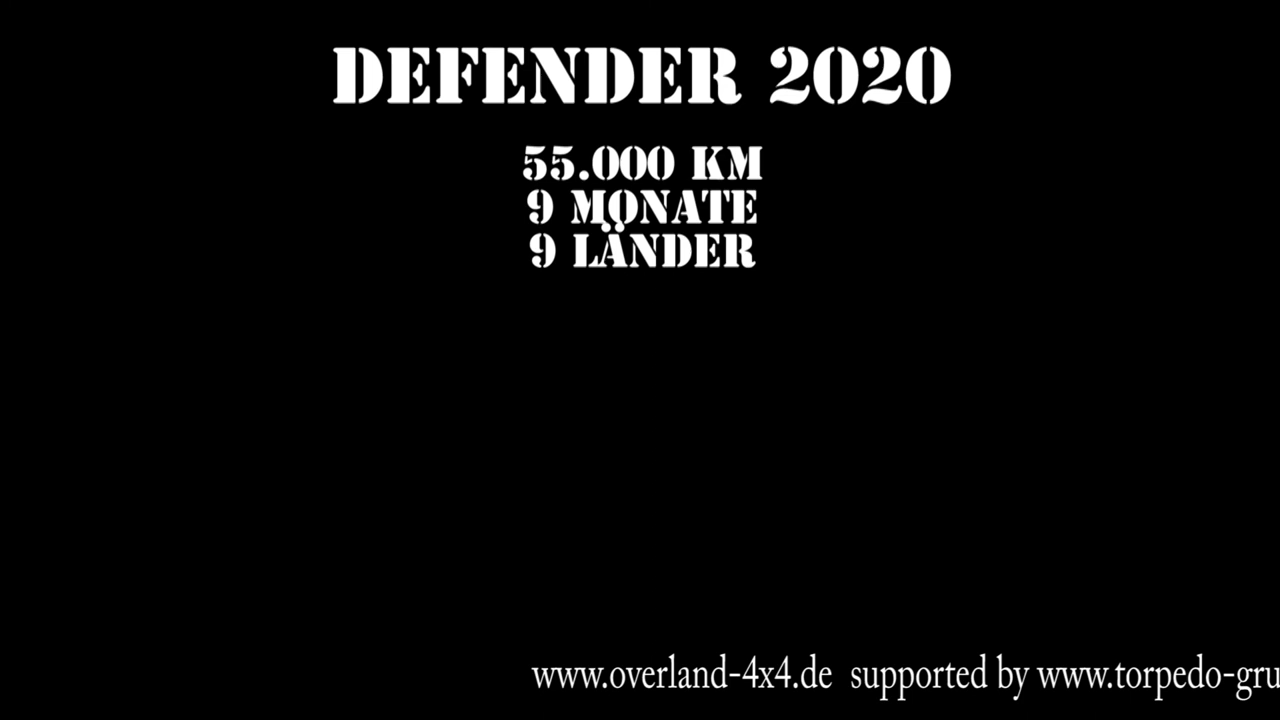 DEFENDER 2020
55.000 KM
9 MONATE
9 LÄNDER
www.overland-4x4.de supported by www.torpedo-gru